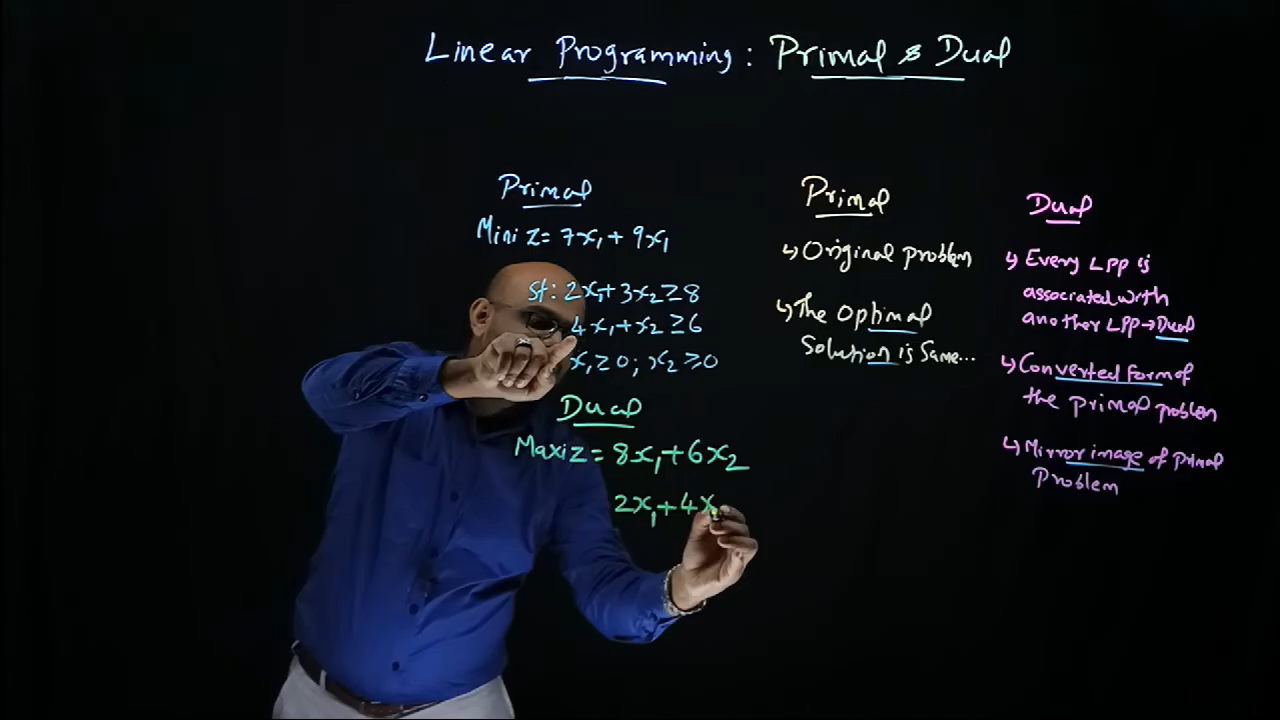 Linear Programming: Primal & Dual
Primal
Mini Z = 7x₁ + 9x₁
st: 2x₁ + 3x₂ ≥ 8
4x₁ + x₂ ≥ 6
x₁ ≥ 0; x₂ ≥ 0
Dual
Maxi Z = 8x₁ + 6x₂
2x₁ + 4x
Primal
↳ Original problem
↳ The Optimal
Solution is Same...
Dual
↳ Every LPP is
associated with
another LPP → Dual
↳ Converted form of
the primal problem
↳ Mirror image of primal
Problem